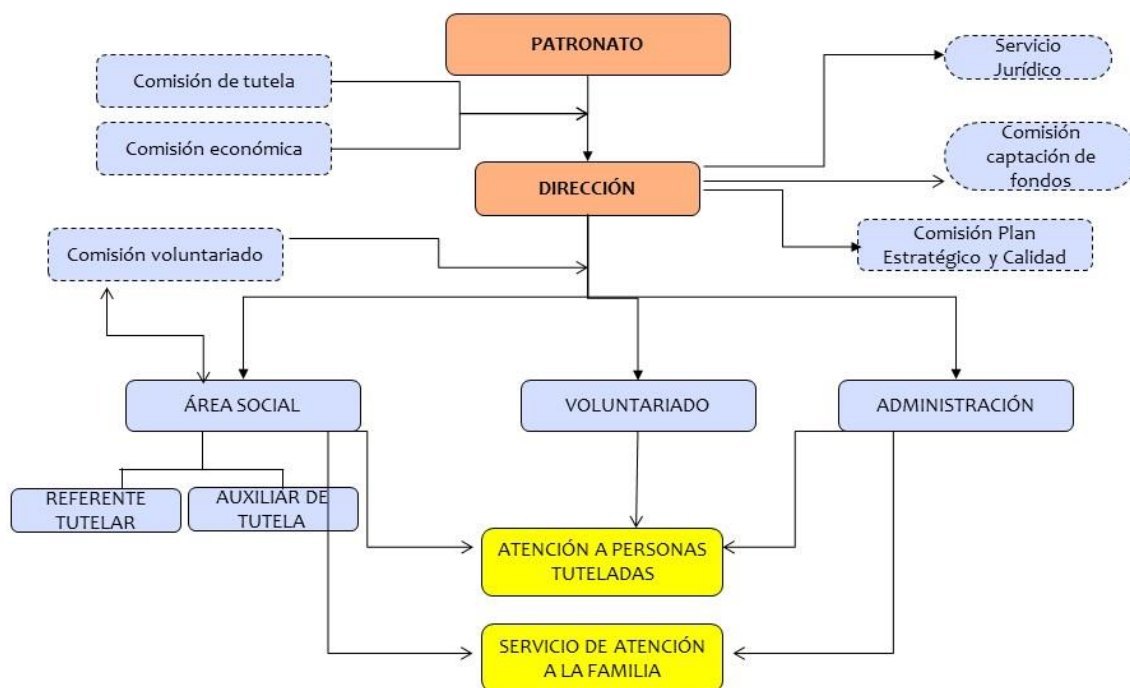 PATRONATO
Servicio
Jurídico
Comisión de tutela
Comisión económica
Comisión
captación de
fondos
DIRECCIÓN
Comisión voluntariado
Comisión Plan
Estratégico y Calidad
ÁREA SOCIAL
VOLUNTARIADO
ADMINISTRACIÓN
REFERENTE
TUTELAR
AUXILIAR DE
TUTELA
ATENCIÓN A PERSONAS
TUTELADAS
SERVICIO DE ATENCIÓN
A LA FAMILIA